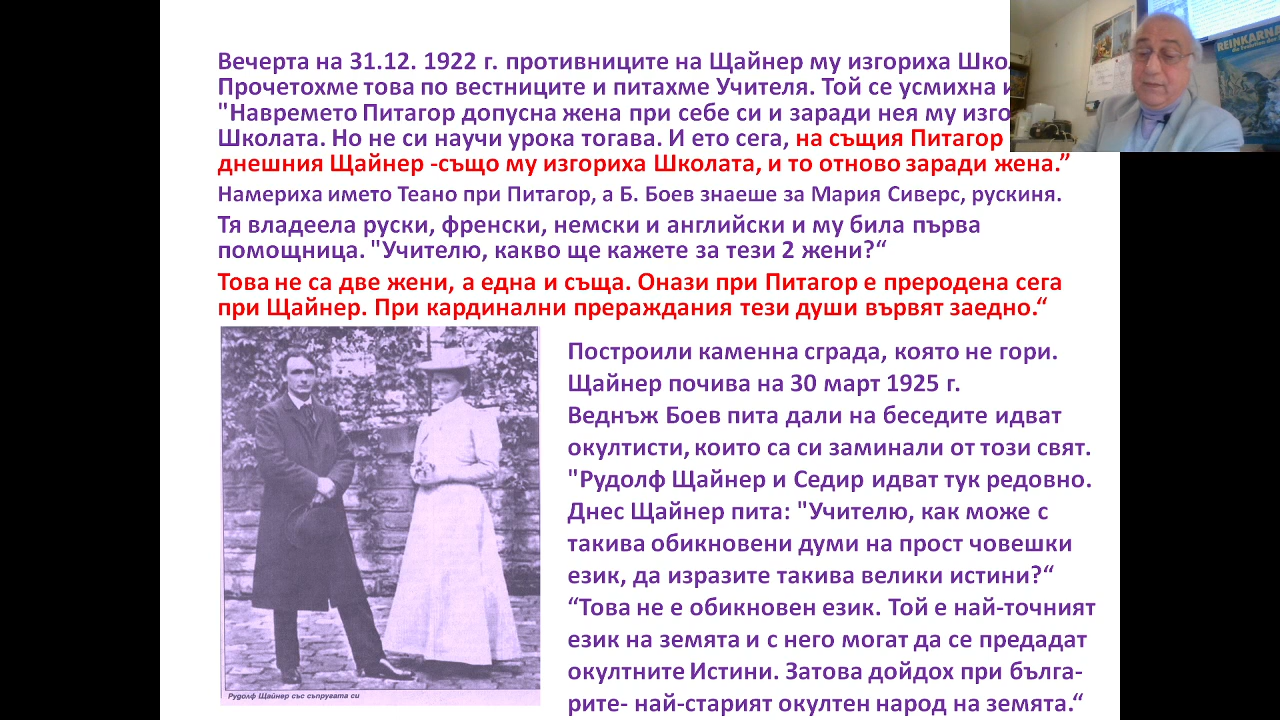 Вечерта на 31.12. 1922 г. противниците на Щайнер му изгориха
Прочетохме това по вестниците и питахме Учителя. Той се усмихна
"Навремето Питагор допусна жена при себе си и заради нея му
Школата. Но не си научи урока тогава. И ето сега, на същия Питагор
днешния Щайнер -също му изгориха Школата, и то отново заради жена.”
Намериха името Теано при Питагор, а Б. Боев знаеше за Мария Сиверс, рускиня.
Тя владеела руски, френски, немски и английски и му била първа
помощница. "Учителю, какво ще кажете за тези 2 жени?“
Това не са две жени, а една и съща. Онази при Питагор е преродена сега
при Щайнер. При кардинални прераждания тези души вървят заедно.“
Построили каменна сграда, която не гори.
Щайнер почива на 30 март 1925 г.
Веднъж Боев пита дали на беседите идват
окултисти, които са си заминали от този свят.
"Рудолф Щайнер и Седир идват тук редовно.
Днес Щайнер пита: "Учителю, как може с
такива обикновени думи на прост човешки
език, да изразите такива велики истини?“
“Това не е обикновен език. Той е най-точният
език на земята и с него могат да се предадат
окултните Истини. Затова дойдох при бълга-
рите- най-старият окултен народ на земята.“
Рудолф Щайнер със съпругата си